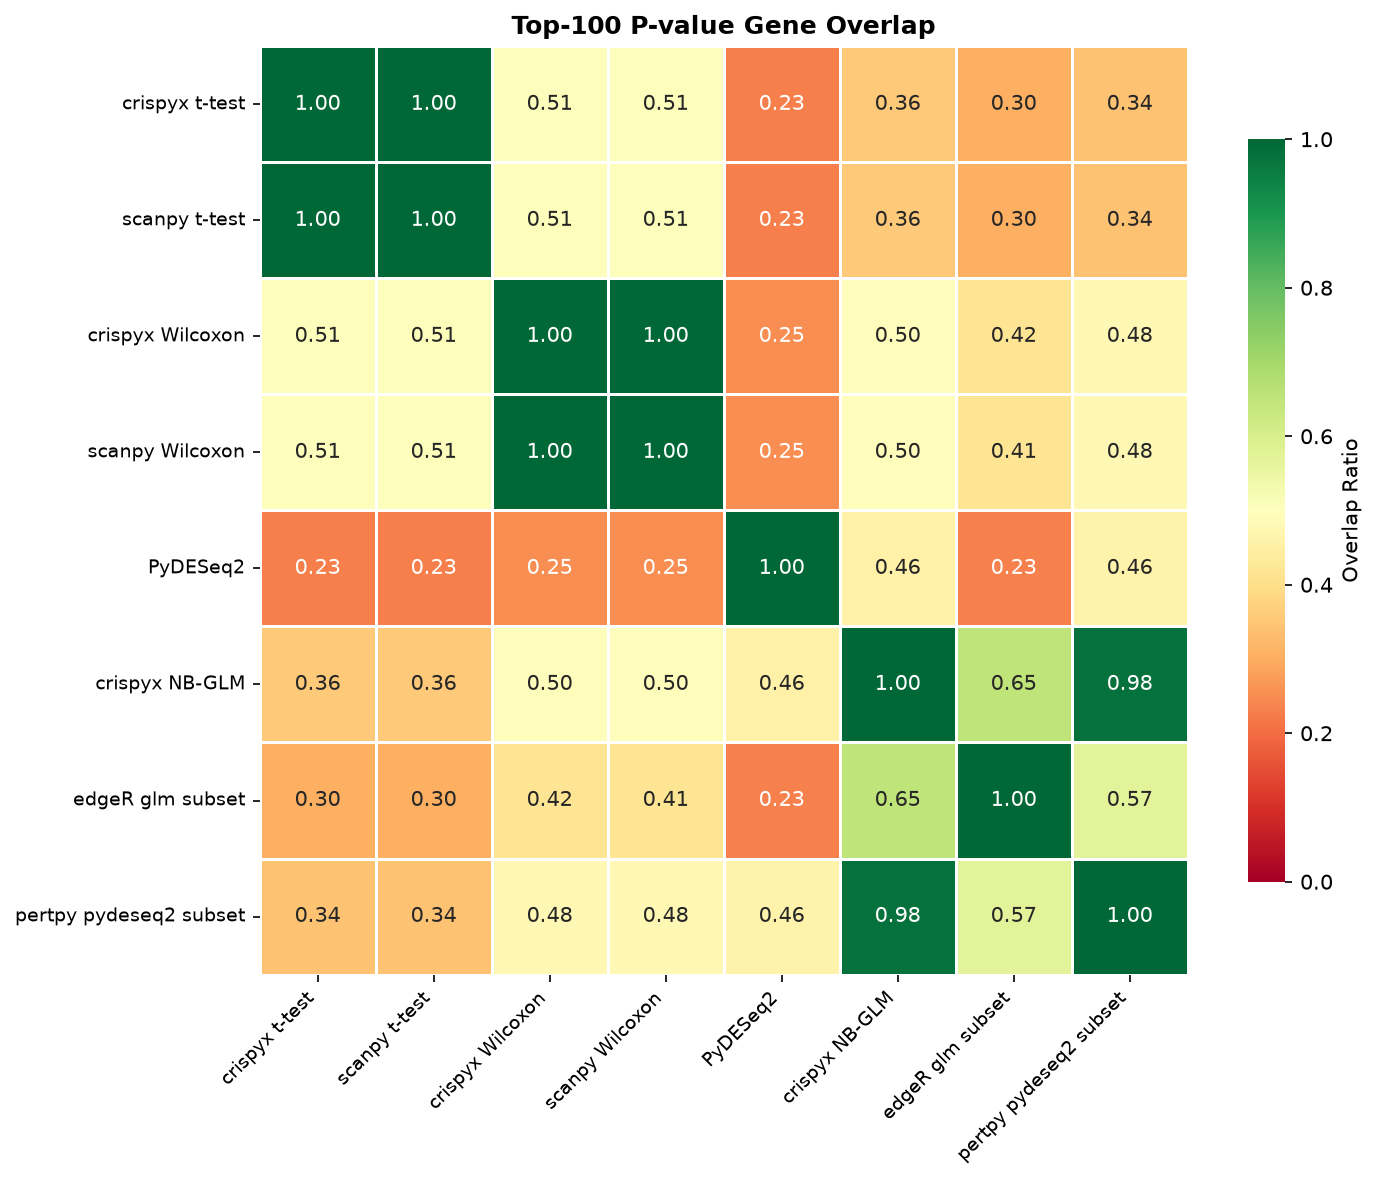 Top-100 P-value Gene Overlap
crispyx t-test 1.00 1.00 0.51 0.51 0.23 0.36 0.30 0.34
scanpy t-test 1.00 1.00 0.51 0.51 0.23 0.36 0.30 0.34
crispyx Wilcoxon 0.51 0.51 1.00 1.00 0.25 0.50 0.42 0.48
scanpy Wilcoxon 0.51 0.51 1.00 1.00 0.25 0.50 0.41 0.48
PyDESeq2 0.23 0.23 0.25 0.25 1.00 0.46 0.23 0.46
crispyx NB-GLM 0.36 0.36 0.50 0.50 0.46 1.00 0.65 0.98
edgeR glm subset 0.30 0.30 0.42 0.41 0.23 0.65 1.00 0.57
pertpy pydeseq2 subset 0.34 0.34 0.48 0.48 0.46 0.98 0.57 1.00
crispyx t-test
scanpy t-test
crispyx Wilcoxon
scanpy Wilcoxon
PyDESeq2
crispyx NB-GLM
edgeR glm subset
pertpy pydeseq2 subset
1.0
0.8
0.6
0.4
0.2
0.0
Overlap Ratio